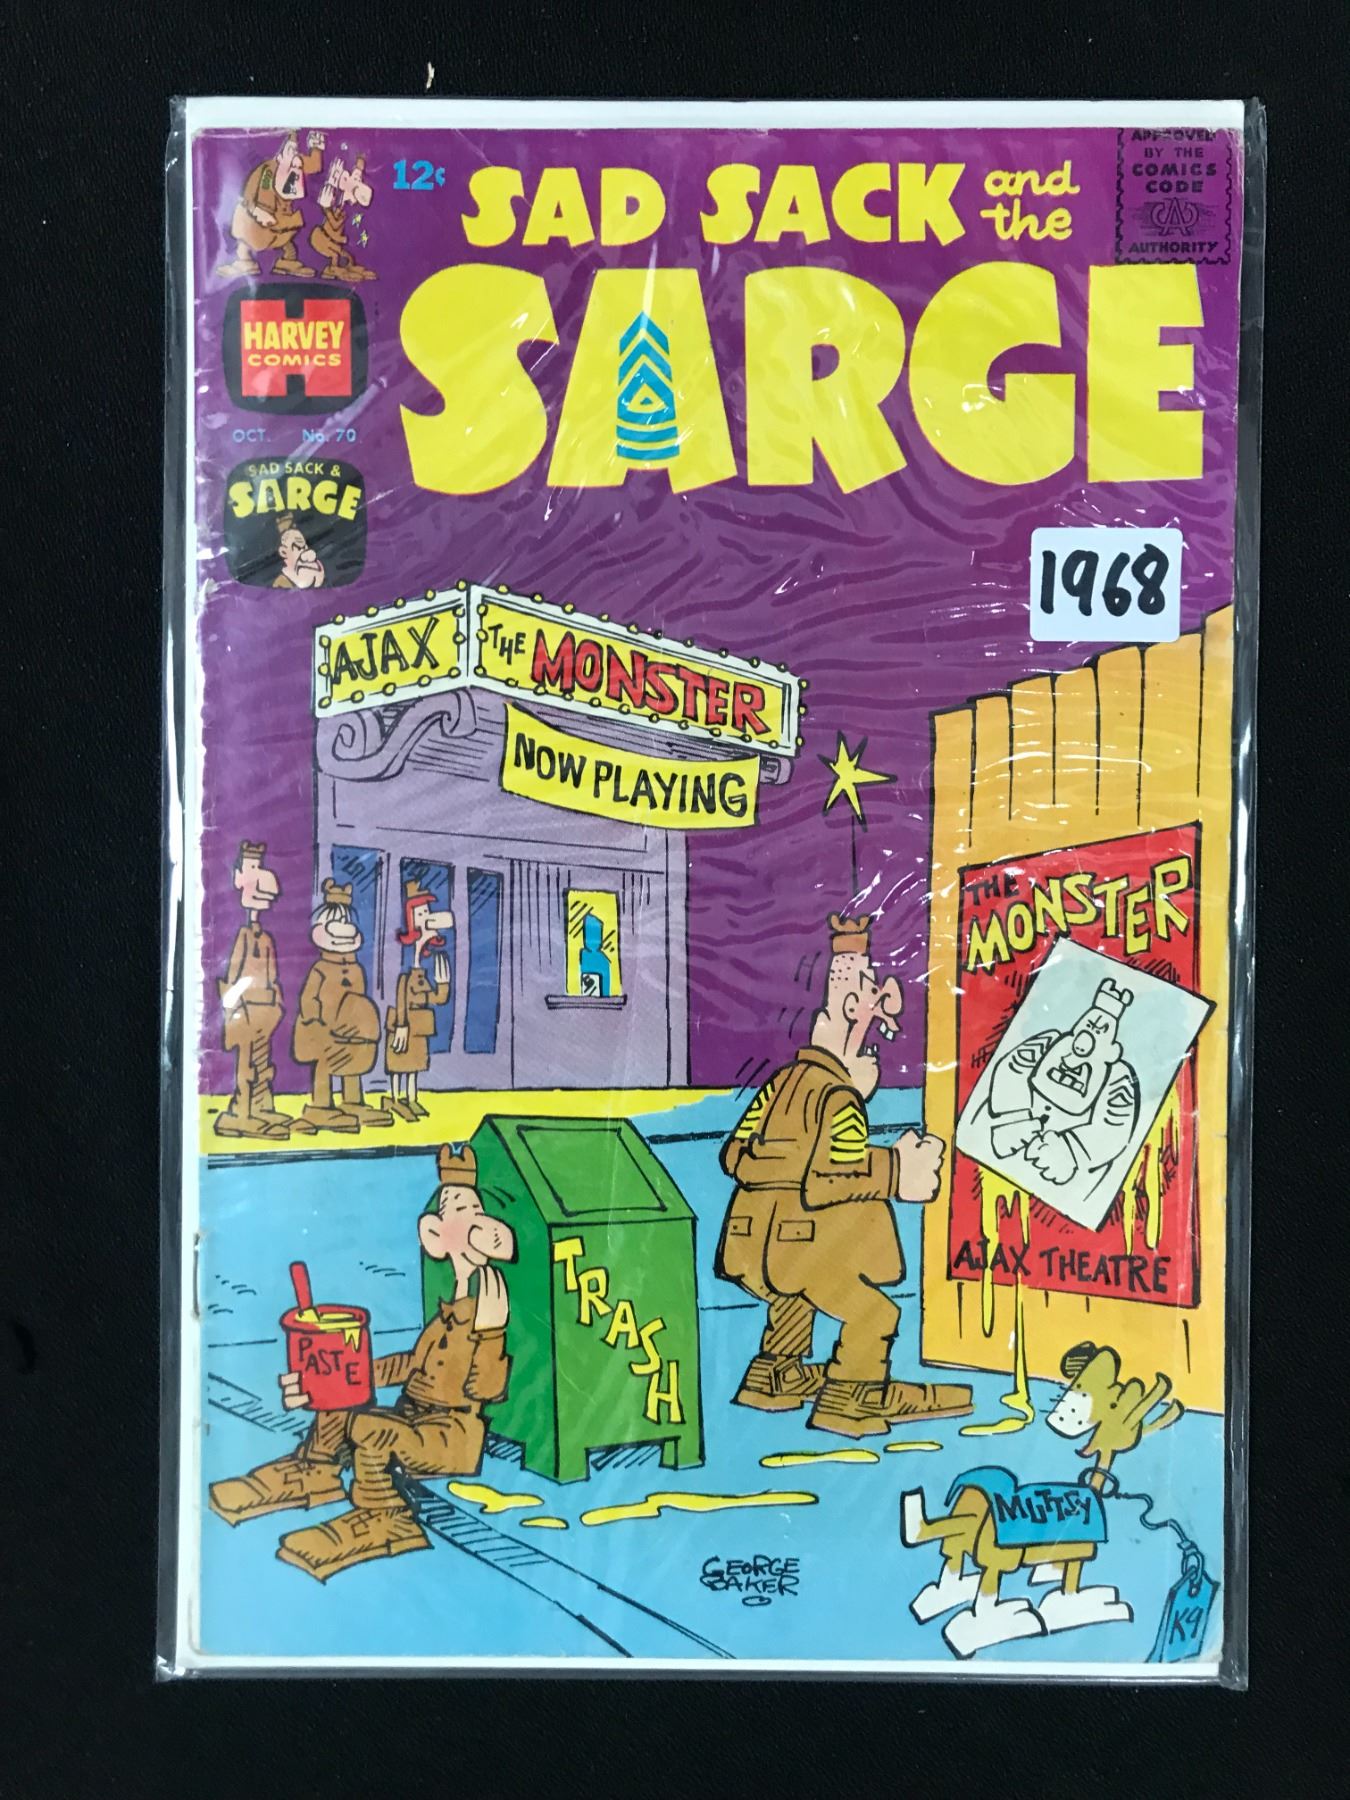 12¢
SAD SACK and the
SARGE
APPROVED
BY THE
COMICS
CODE
CA
AUTHORITY
HARVEY
COMICS
OCT. No. 70
SAD SACK &
SARGE
1968
AJAX
THE MONSTER
NOW PLAYING
THE
MONSTER
AJAX THEATRE
TRASH
PASTE
MUTTSY
K9
GEORGE
BAKER